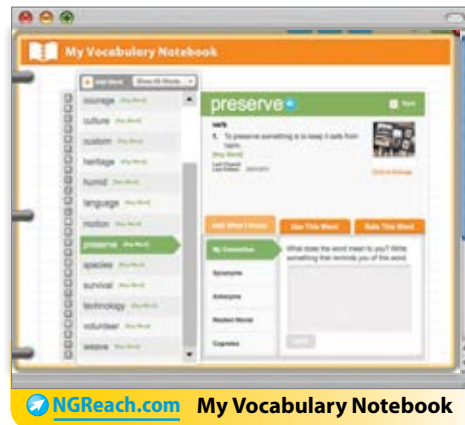 My Vocabulary Notebook
Add Word Show All Words
courage (Key Word)
culture (Key Word)
custom (Key Word)
heritage (Key Word)
humid (Key Word)
language (Key Word)
motion (Key Word)
preserve (Key Word)
species (Key Word)
survival (Key Word)
technology (Key Word)
volunteer (Key Word)
weave (Key Word)
preserve
verb
1. To preserve something is to keep it safe from
harm.
(Key Word)
Add What I Know Use This Word Rate This Word
My Connection
Synonyms
Antonyms
Related Words
Cognates
What does the word mean to you? Write
something that reminds you of this word.
NGReach.com My Vocabulary Notebook